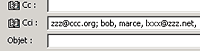 Cc :
Cci : zzz@ccc.org; bob, marce, lxxx@zzz.net,
Objet :